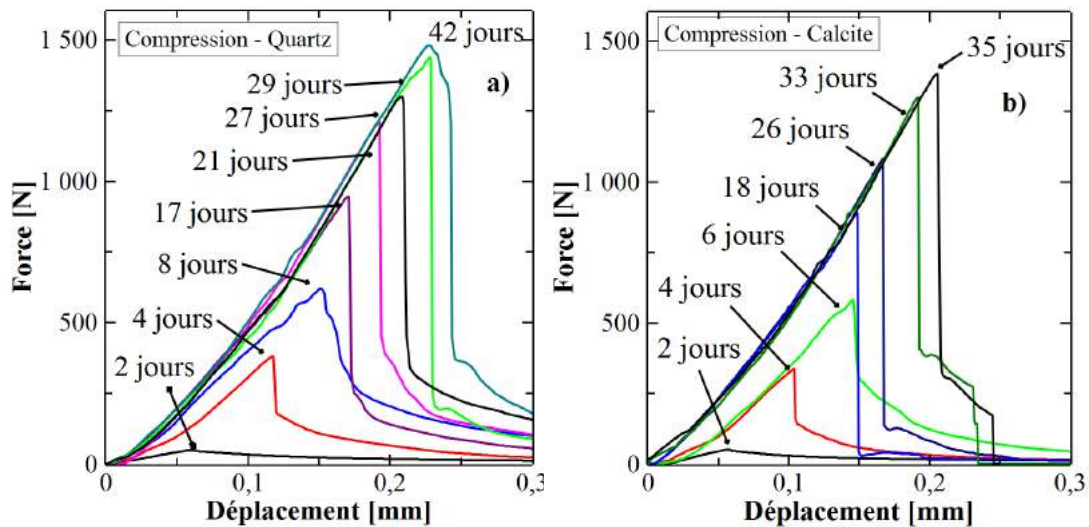 Compression - Quartz
a)
42 jours
29 jours
27 jours
21 jours
17 jours
8 jours
4 jours
2 jours
1 500
1 000
500
0
Force [N]
0
0,1
0,2
0,3
Déplacement [mm]
Compression - Calcite
b)
35 jours
33 jours
26 jours
18 jours
6 jours
4 jours
2 jours
1 500
1 000
500
0
Force [N]
0
0,1
0,2
0,3
Déplacement [mm]